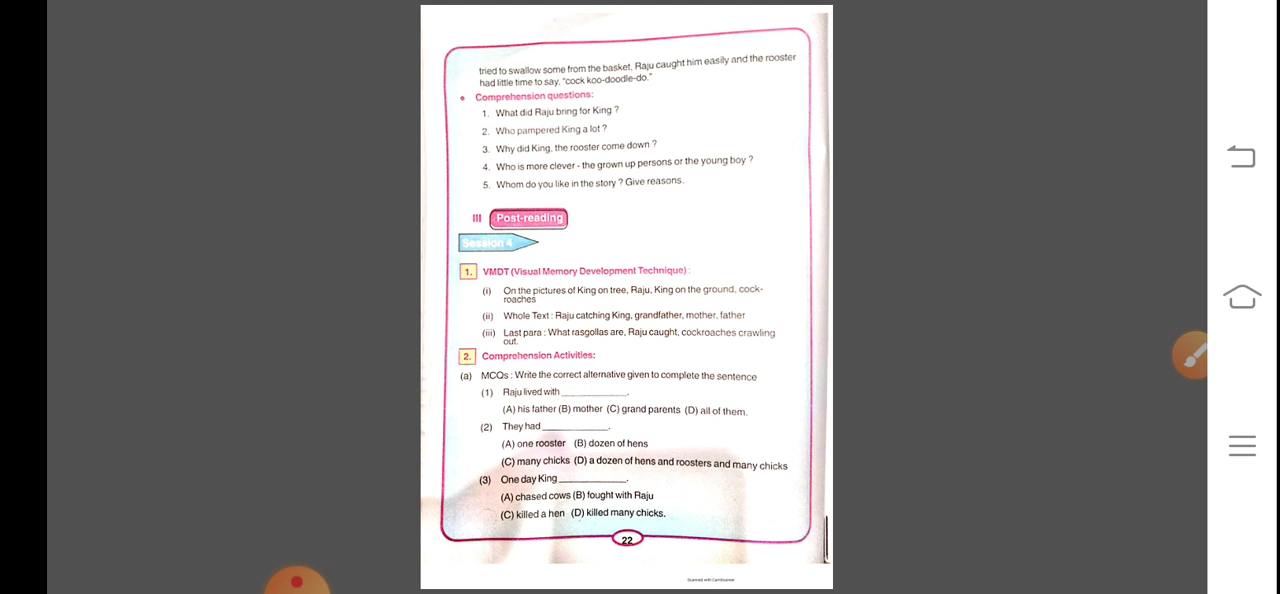 tried to swallow some from the basket, Raju caught him easily and the rooster
had little time to say, "cock koo-doodle-do."
• Comprehension questions:
1. What did Raju bring for King ?
2. Who pampered King a lot ?
3. Why did King, the rooster come down ?
4. Who is more clever - the grown up persons or the young boy ?
5. Whom do you like in the story ? Give reasons.
III Post-reading
Session 4
1. VMDT (Visual Memory Development Technique) :
(i) On the pictures of King on tree, Raju, King on the ground, cock-
roaches
(ii) Whole Text : Raju catching King, grandfather, mother, father
(iii) Last para : What rasgollas are, Raju caught, cockroaches crawling
out.
2. Comprehension Activities:
(a) MCQs : Write the correct alternative given to complete the sentence
(1) Raju lived with ____________.
(A) his father (B) mother (C) grand parents (D) all of them.
(2) They had ____________.
(A) one rooster (B) dozen of hens
(C) many chicks (D) a dozen of hens and roosters and many chicks
(3) One day King ____________.
(A) chased cows (B) fought with Raju
(C) killed a hen (D) killed many chicks.
22
Scanned with CamScanner